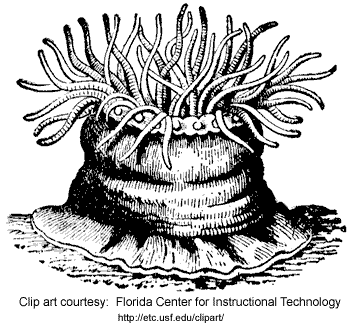 Clip art courtesy:  Florida Center for Instructional Technology
http://etc.usf.edu/clipart/